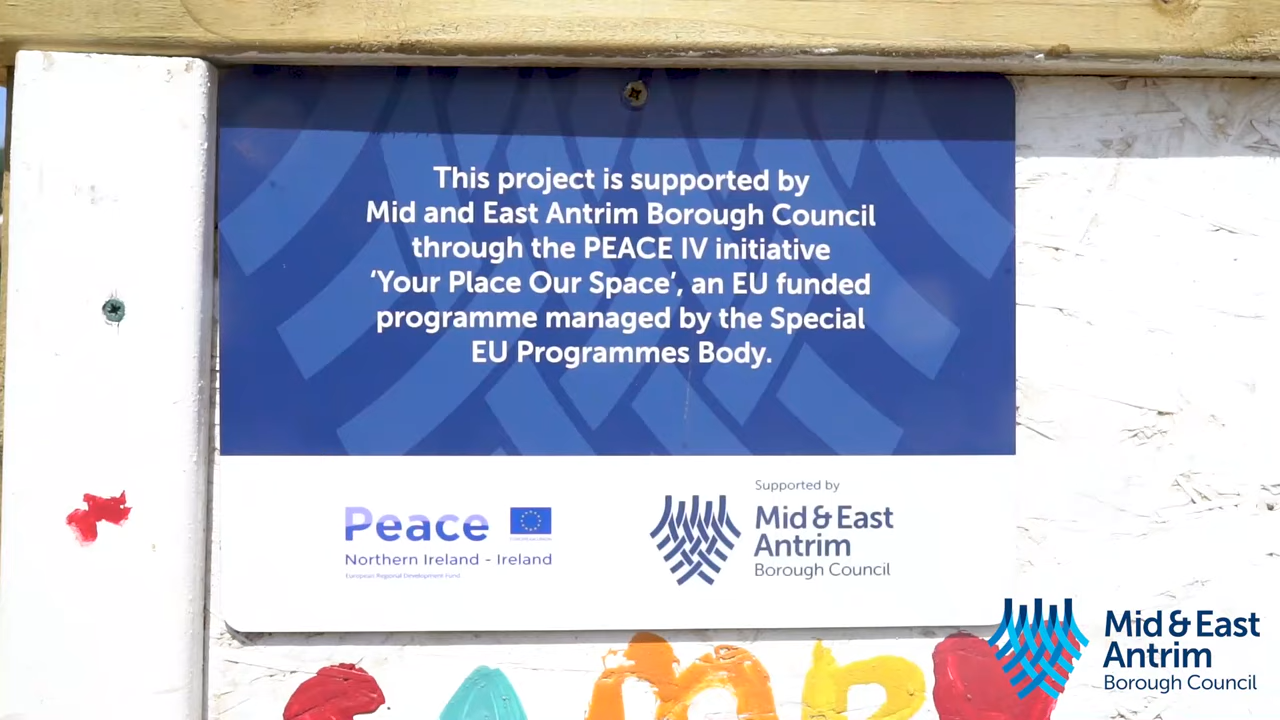 This project is supported by
Mid and East Antrim Borough Council
through the PEACE IV initiative
‘Your Place Our Space’, an EU funded
programme managed by the Special
EU Programmes Body.
Peace
EUROPEAN UNION
Northern Ireland - Ireland
European Regional Development Fund
Supported by
Mid & East
Antrim
Borough Council
Mid & East
Antrim
Borough Council